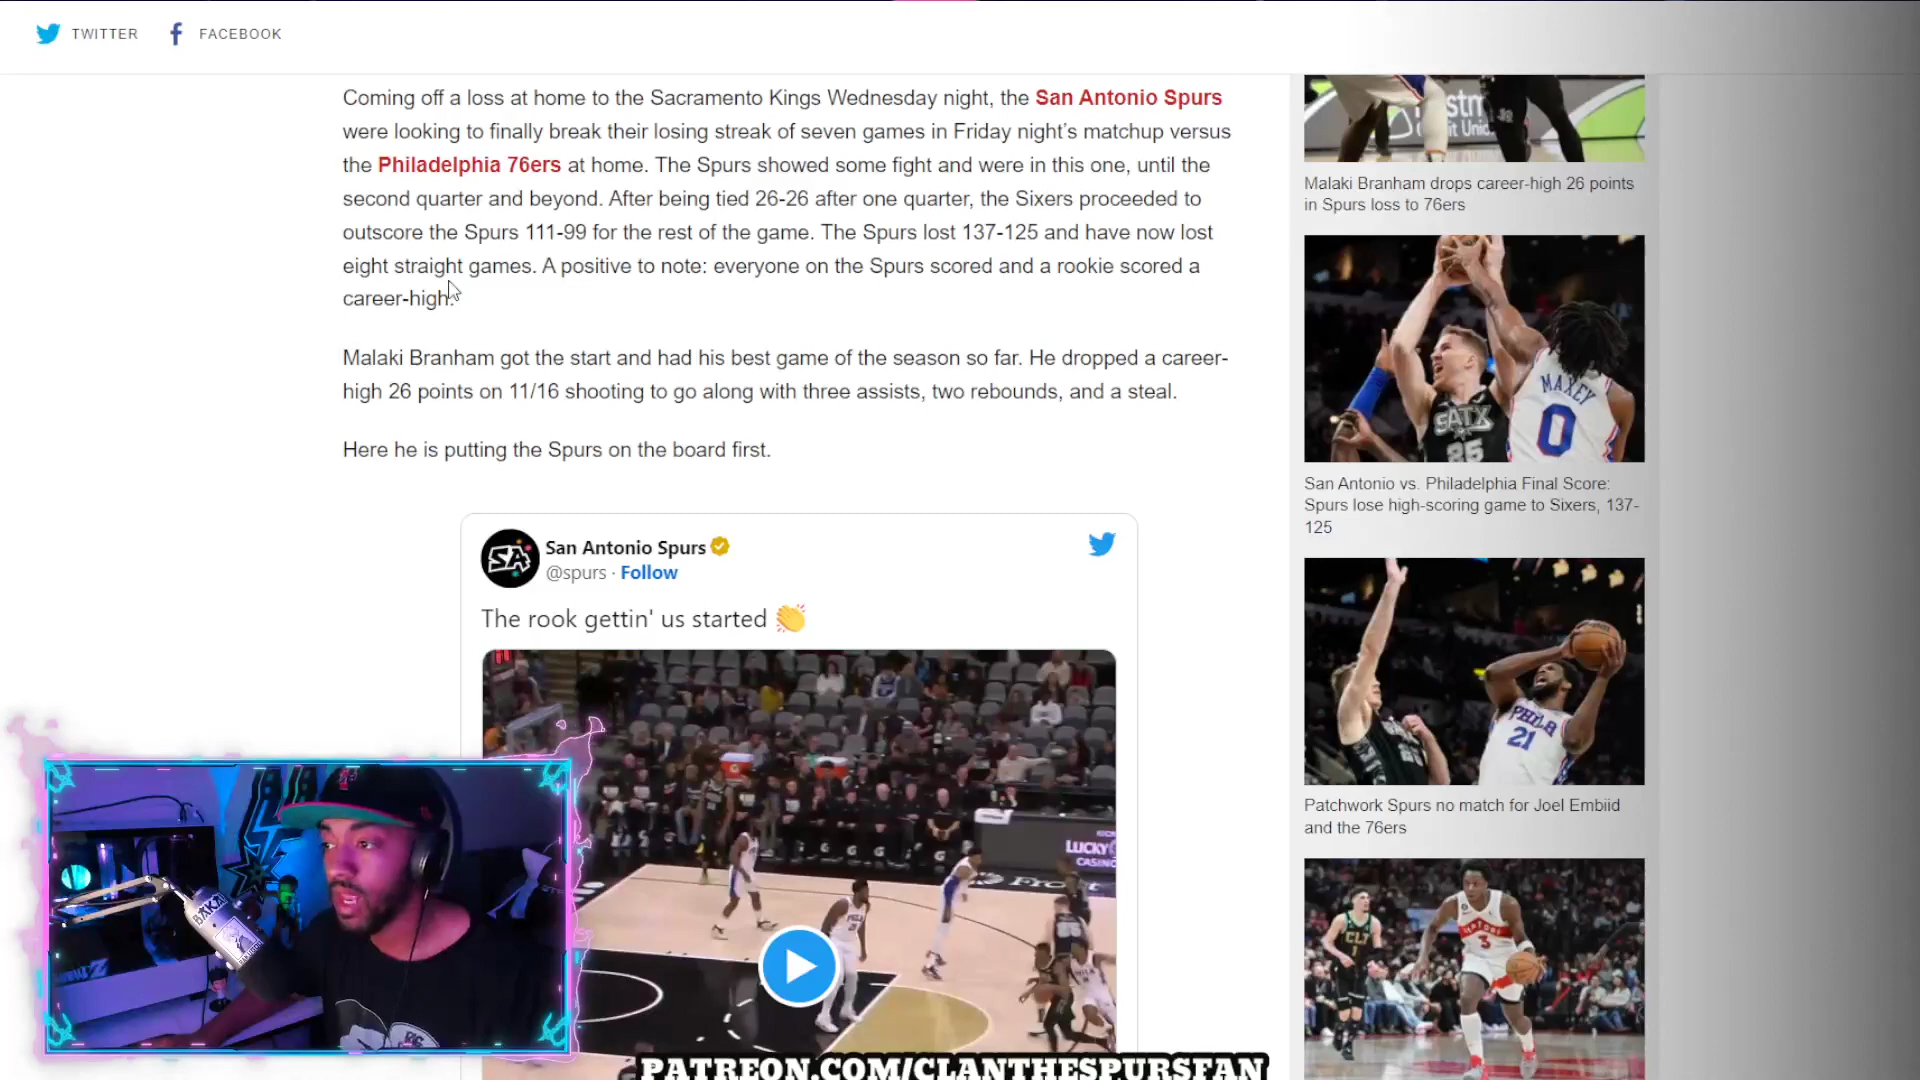 TWITTER FACEBOOK
Coming off a loss at home to the Sacramento Kings Wednesday night, the San Antonio Spurs
were looking to finally break their losing streak of seven games in Friday night's matchup versus
the Philadelphia 76ers at home. The Spurs showed some fight and were in this one, until the
second quarter and beyond. After being tied 26-26 after one quarter, the Sixers proceeded to
outscore the Spurs 111-99 for the rest of the game. The Spurs lost 137-125 and have now lost
eight straight games. A positive to note: everyone on the Spurs scored and a rookie scored a
career-high.
Malaki Branham got the start and had his best game of the season so far. He dropped a career-
high 26 points on 11/16 shooting to go along with three assists, two rebounds, and a steal.
Here he is putting the Spurs on the board first.
San Antonio Spurs
@spurs · Follow
The rook gettin' us started 👏
LUCKY
CASINO
Frost
BAKA
PATREON.COM/CLANTHESPURSFAN
Malaki Branham drops career-high 26 points
in Spurs loss to 76ers
MAXEY
0
SATX
25
San Antonio vs. Philadelphia Final Score:
Spurs lose high-scoring game to Sixers, 137-
125
PHILA
21
Patchwork Spurs no match for Joel Embiid
and the 76ers
RAPTORS
3